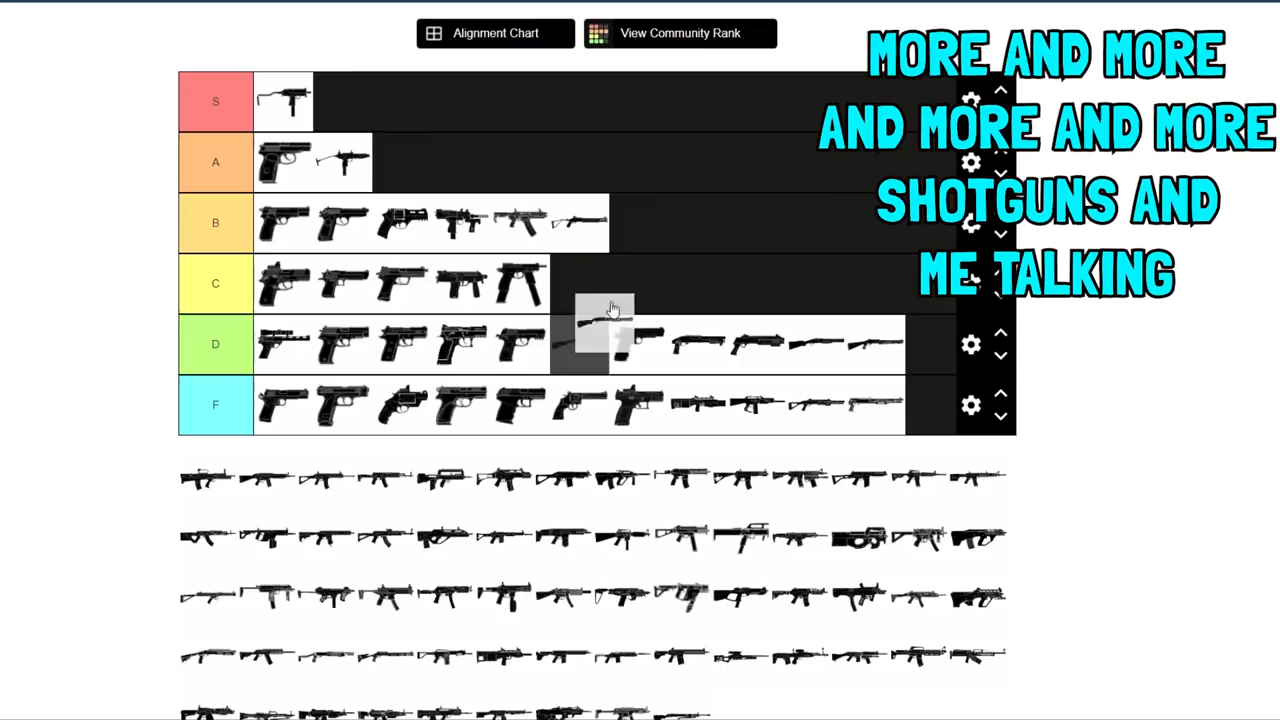 Alignment Chart
View Community Rank
MORE AND MORE
AND MORE AND MORE
SHOTGUNS AND
ME TALKING
S
A
B
C
D
F